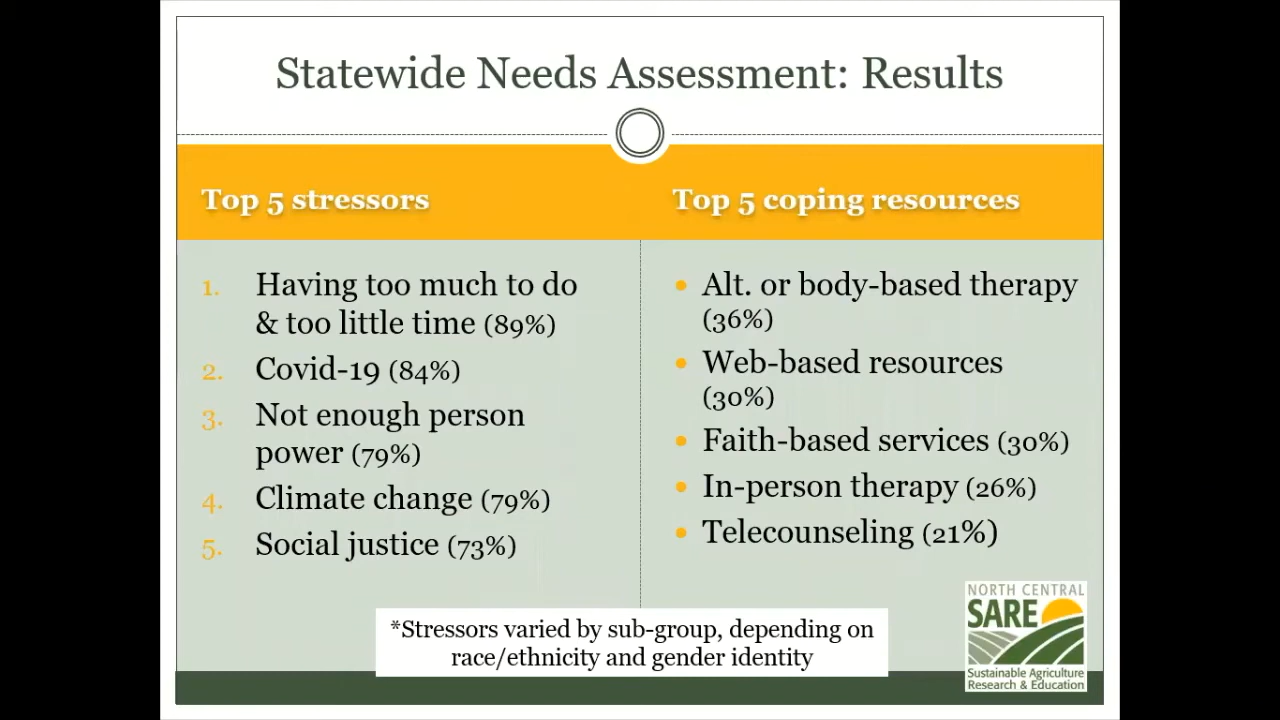 Statewide Needs Assessment: Results
Top 5 stressors
1. Having too much to do
& too little time (89%)
2. Covid-19 (84%)
3. Not enough person
power (79%)
4. Climate change (79%)
5. Social justice (73%)
Top 5 coping resources
• Alt. or body-based therapy
(36%)
• Web-based resources
(30%)
• Faith-based services (30%)
• In-person therapy (26%)
• Telecounseling (21%)
*Stressors varied by sub-group, depending on
race/ethnicity and gender identity
NORTH CENTRAL
SARE
Sustainable Agriculture
Research & Education